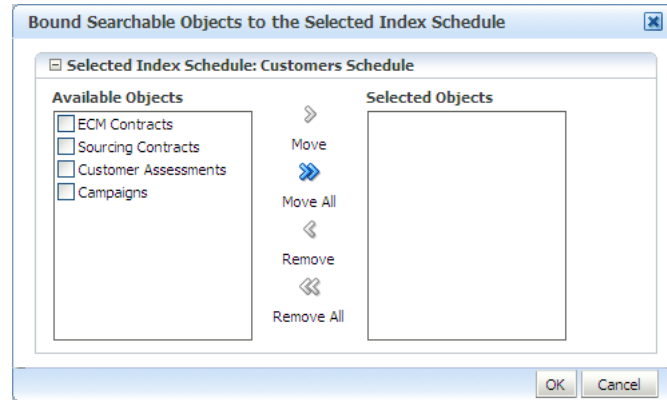 Bound Searchable Objects to the Selected Index Schedule
Selected Index Schedule: Customers Schedule
Available Objects
Selected Objects
ECM Contracts
Sourcing Contracts
Customer Assessments
Campaigns
Move
Move All
Remove
Remove All
OK
Cancel